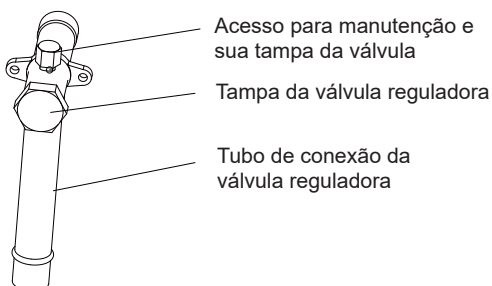 Acesso para manutenção e
sua tampa da válvula
Tampa da válvula reguladora
Tubo de conexão da
válvula reguladora